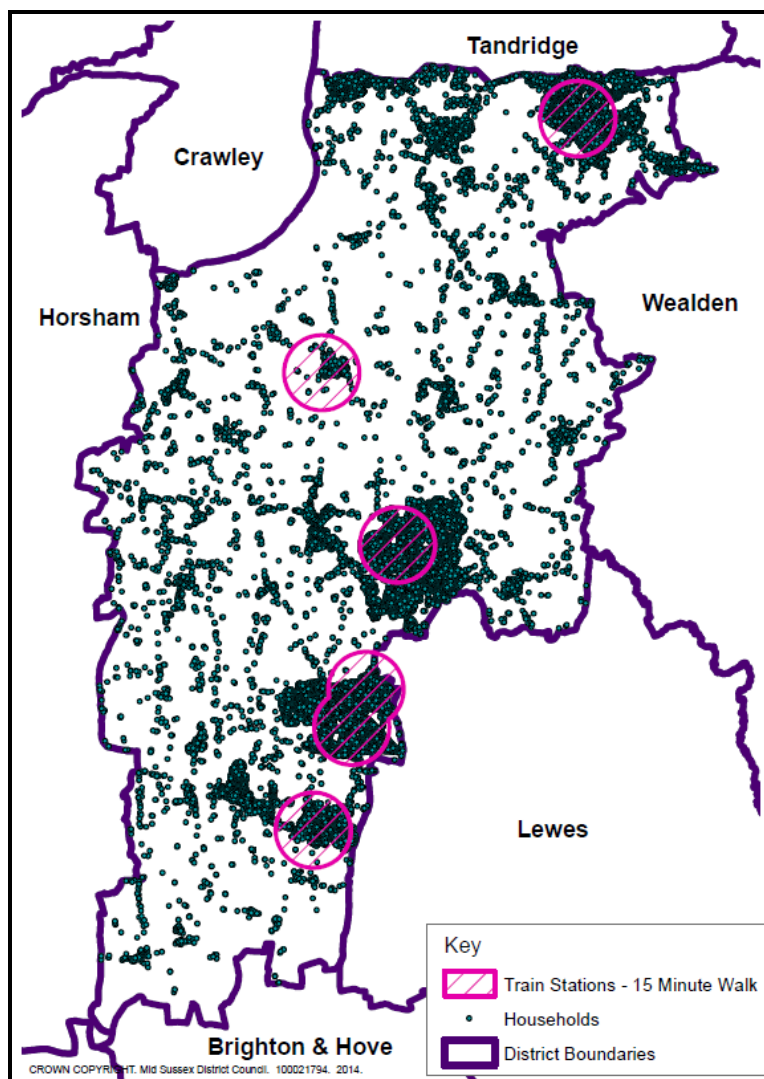 Tandridge
Crawley
Horsham
Wealden
Lewes
Key
Train Stations - 15 Minute Walk
Households
District Boundaries
Brighton & Hove
CROWN COPYRIGHT. Mid Sussex District Council. 100021794. 2014.